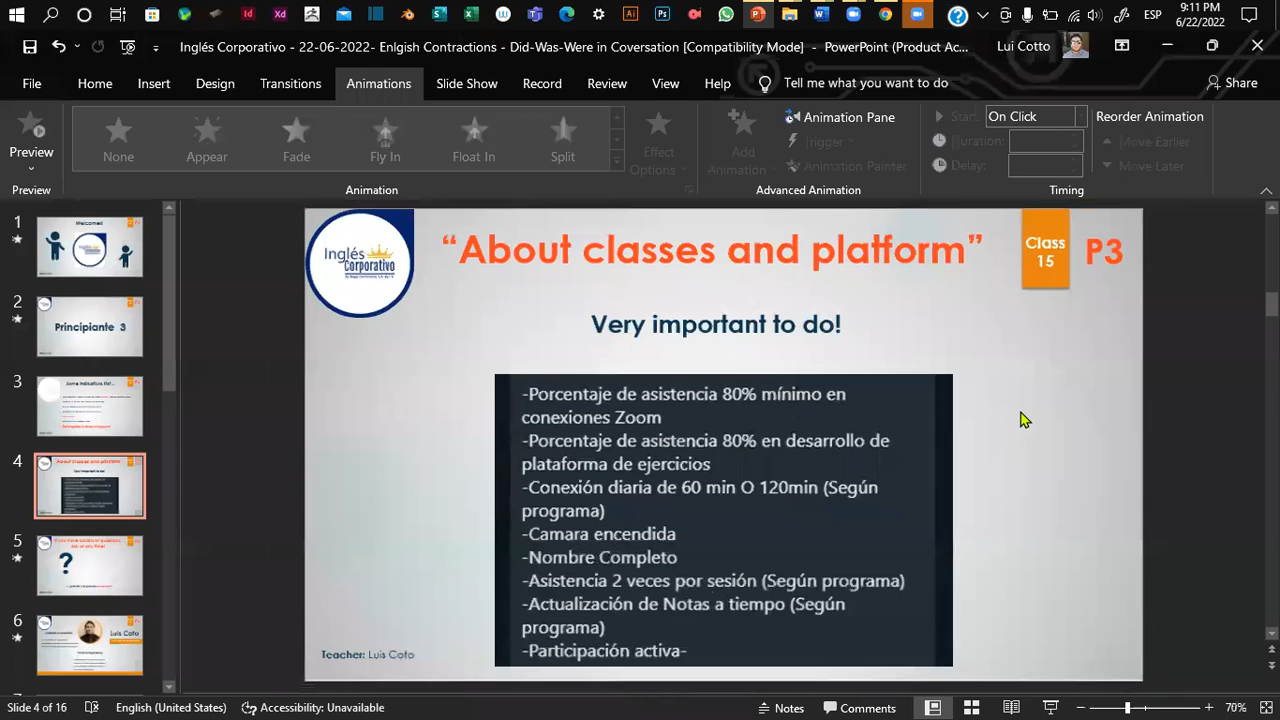 9:11 PM
ESP
6/22/2022
Inglés Corporativo - 22-06-2022- Enlgish Contractions - Did-Was-Were in Coversation [Compatibility Mode] - PowerPoint (Product Ac...
Lui Cotto
File Home Insert Design Transitions Animations Slide Show Record Review View Help Tell me what you want to do Share
Preview
None Appear Fade Fly In Float In Split
Effect Options
Add Animation
Animation Pane
Trigger
Animation Painter
Start: On Click
Duration:
Delay:
Reorder Animation
Move Earlier
Move Later
Preview Animation Advanced Animation Timing
1
Welcome!!
2
Principiante 3
3
4
5
?
6
Luis Coto
Inglés
Corporativo
"About classes and platform"
Class
15
P3
Very important to do!
-Porcentaje de asistencia 80% mínimo en
conexiones Zoom
-Porcentaje de asistencia 80% en desarrollo de
plataforma de ejercicios
-Conexión diaria de 60 min O 120min (Según
programa)
-Camara encendida
-Nombre Completo
-Asistencia 2 veces por sesión (Según programa)
-Actualización de Notas a tiempo (Según
programa)
-Participación activa-
Teacher: Luis Coto
Slide 4 of 16 English (United States) Accessibility: Unavailable Notes Comments 70%